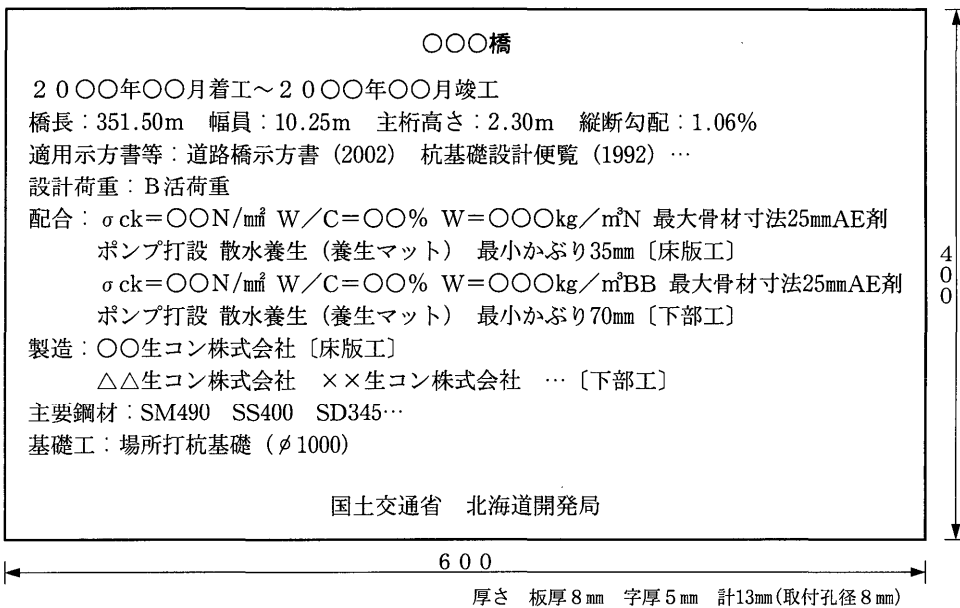 ○○○橋
２０○○年○○月着工～２０○○年○○月竣工
橋長：351.50m　幅員：10.25m　主桁高さ：2.30m　縦断勾配：1.06%
適用示方書等：道路橋示方書（2002）　杭基礎設計便覧（1992）…
設計荷重：Ｂ活荷重
配合：σck＝○○N/㎟ W／C＝○○% W＝○○○kg／㎥N 最大骨材寸法25㎜AE剤
ポンプ打設 散水養生（養生マット） 最小かぶり35㎜〔床版工〕
σck＝○○N/㎟ W／C＝○○% W＝○○○kg／㎥BB 最大骨材寸法25㎜AE剤
ポンプ打設 散水養生（養生マット） 最小かぶり70㎜〔下部工〕
製造：○○生コン株式会社〔床版工〕
△△生コン株式会社　××生コン株式会社　…〔下部工〕
主要鋼材：SM490　SS400　SD345…
基礎工：場所打杭基礎（φ1000）
国土交通省　北海道開発局
400
600
厚さ　板厚８㎜　字厚５㎜　計13㎜(取付孔径８㎜)